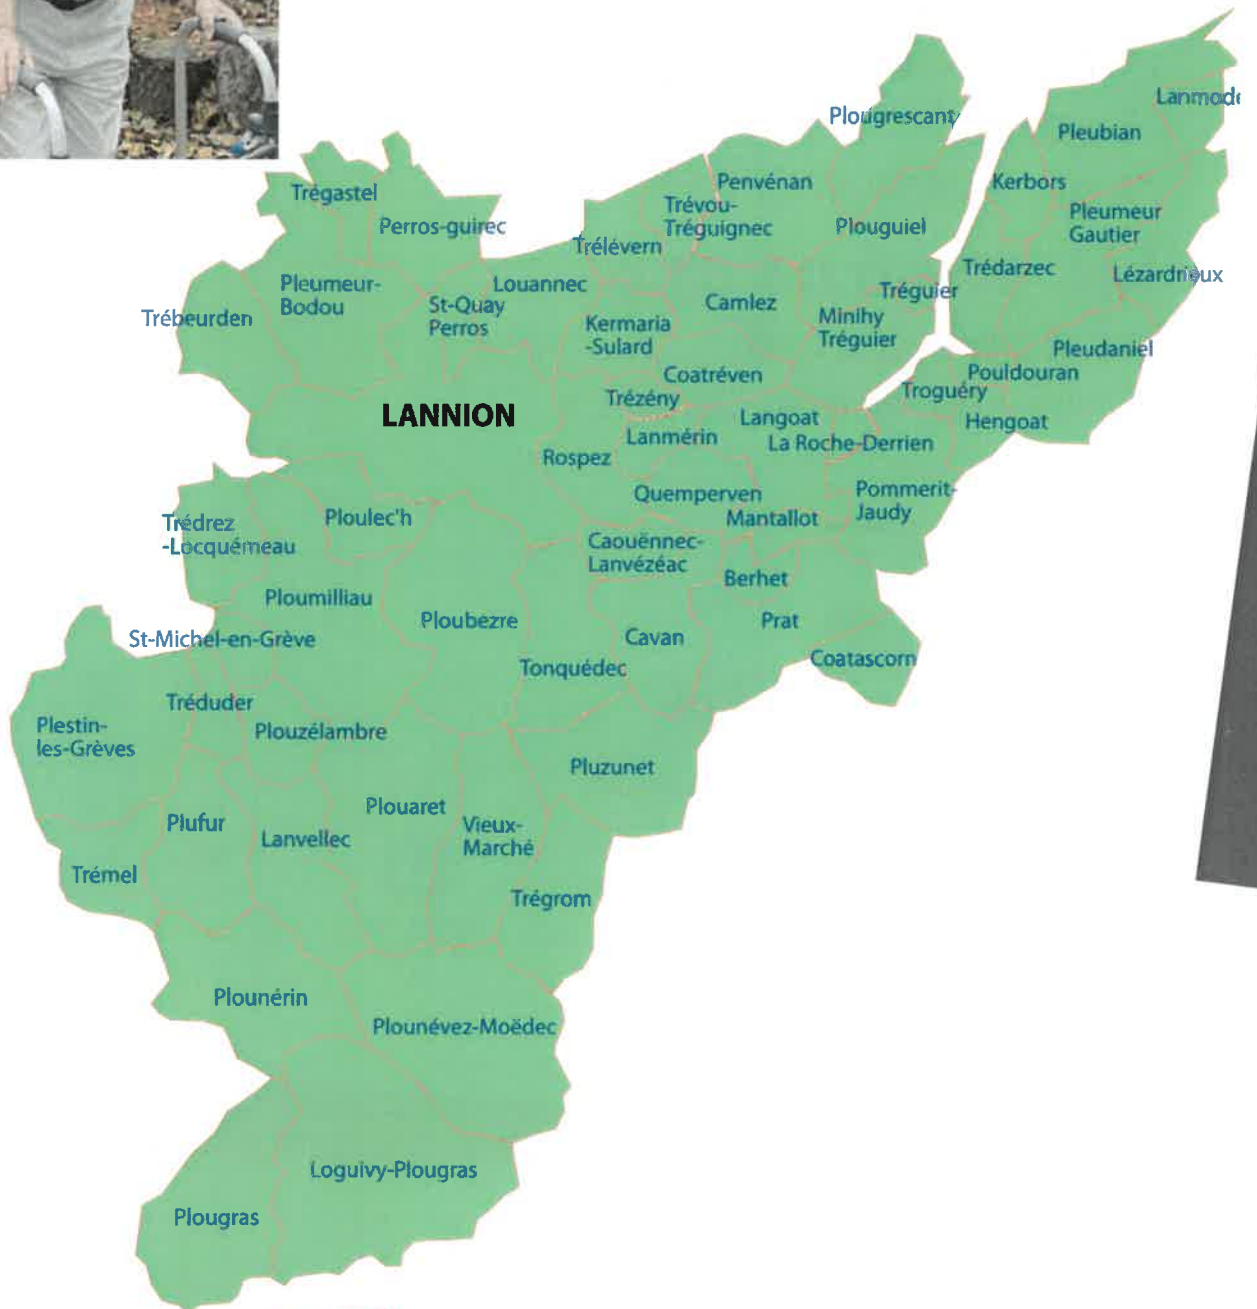 Lanmode
Plougrescant
Pleubian
Trégastel
Penvénan
Kerbors
Perros-guirec
Trévou-
Tréguignec
Plouguiel
Pleumeur
Gautier
Trélévern
Trédarzec
Lézardrieux
Pleumeur-
Bodou
Louannec
Tréguier
Trébeurden
St-Quay
Perros
Camlez
Kermaria
-Sulard
Minihy
Tréguier
Pleudaniel
Coatréven
Pouldouran
Trézény
Troguéry
LANNION
Langoat
Hengoat
Lanmérin
La Roche-Derrien
Rospez
Quemperven
Pommerit-
Jaudy
Ploulec'h
Mantallot
Trédrez
-Locquémeau
Caouënnec-
Lanvézéac
Berhet
Ploumilliau
Ploubezre
Prat
St-Michel-en-Grève
Cavan
Coatascorn
Tonquédec
Tréduder
Plestin-
les-Grèves
Plouzélambre
Pluzunet
Plouaret
Plufur
Vieux-
Marché
Lanvellec
Trémel
Trégrom
Plounérin
Plounévez-Moëdec
Loguivy-Plougras
Plougras